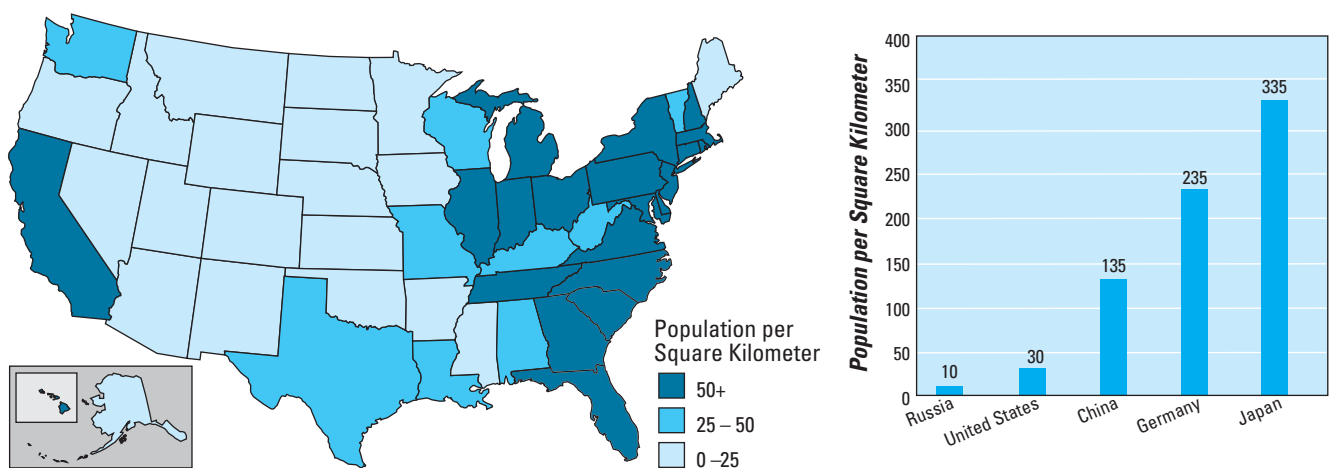 Population per
Square Kilometer
50+
25 – 50
0 –25
Population per Square Kilometer
400
350
300
250
200
150
100
50
0
10
30
135
235
335
Russia
United States
China
Germany
Japan